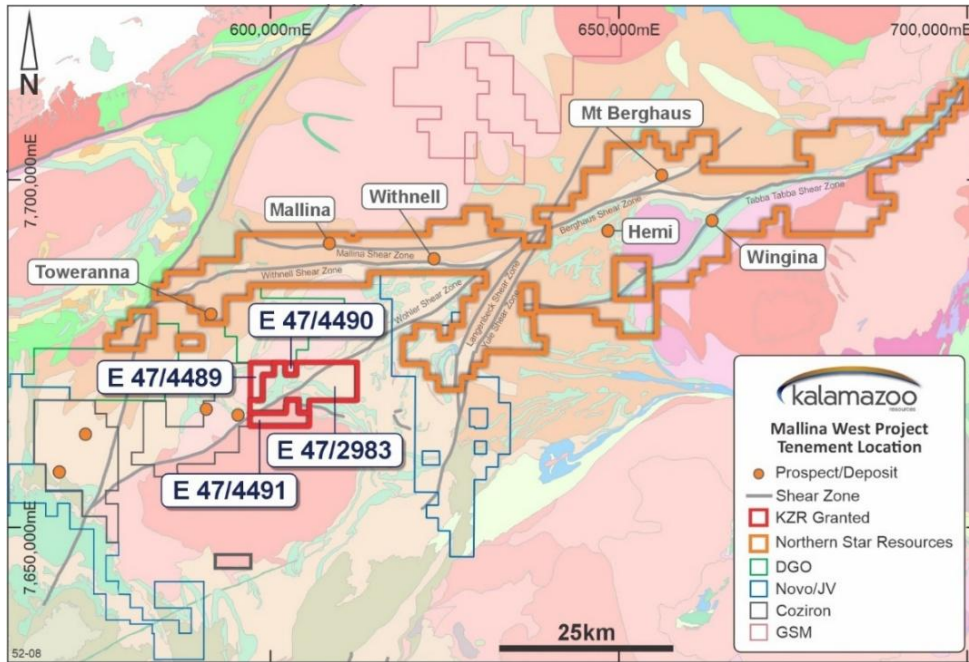 600,000mE
650,000mE
700,000mE
N
Mt Berghaus
7,700,000mE
Withnell
Mallina
Tabba Tabba Shear Zone
Berghaus Shear Zone
Hemi
Mallina Shear Zone
Wingina
Toweranna
Withnell Shear Zone
Wohler Shear Zone
Langenbeck Shear Zone
Yule Shear Zone
E 47/4490
E 47/4489
E 47/2983
E 47/4491
7,650,000mE
25km
52-08
kalamazoo
resources
Mallina West Project
Tenement Location
Prospect/Deposit
Shear Zone
KZR Granted
Northern Star Resources
DGO
Novo/JV
Coziron
GSM